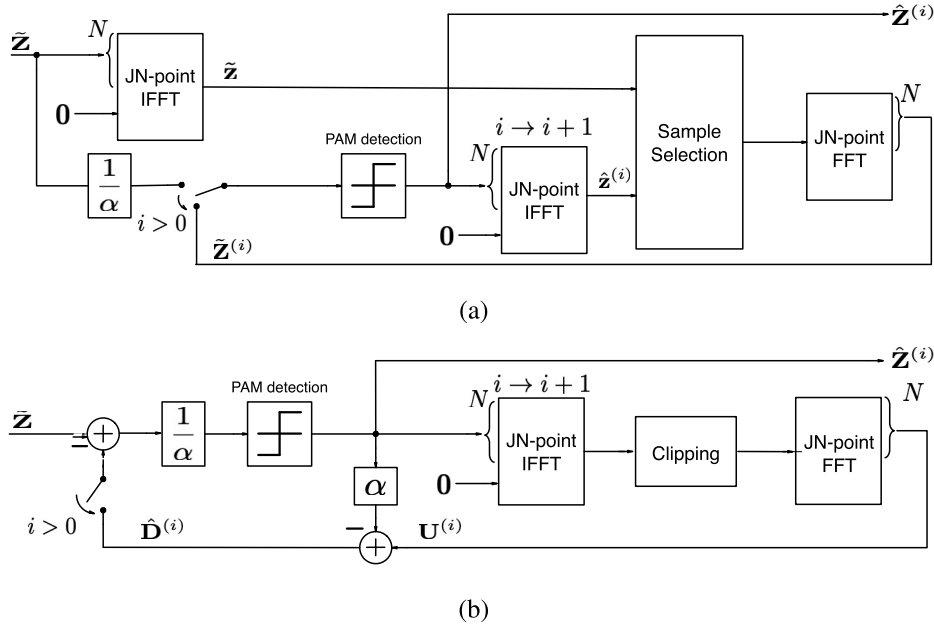 Ẑ⁽ⁱ⁾
Z̃
N
JN-point
IFFT
z̃
0
1
α
i > 0
Z̃⁽ⁱ⁾
PAM detection
i → i + 1
N
JN-point
IFFT
0
ẑ⁽ⁱ⁾
Sample
Selection
JN-point
FFT
N
(a)
Ẑ⁽ⁱ⁾
Z̃
−
+
1
α
PAM detection
N
i → i + 1
JN-point
IFFT
0
Clipping
JN-point
FFT
N
α
−
+
i > 0
D̂⁽ⁱ⁾
U⁽ⁱ⁾
(b)